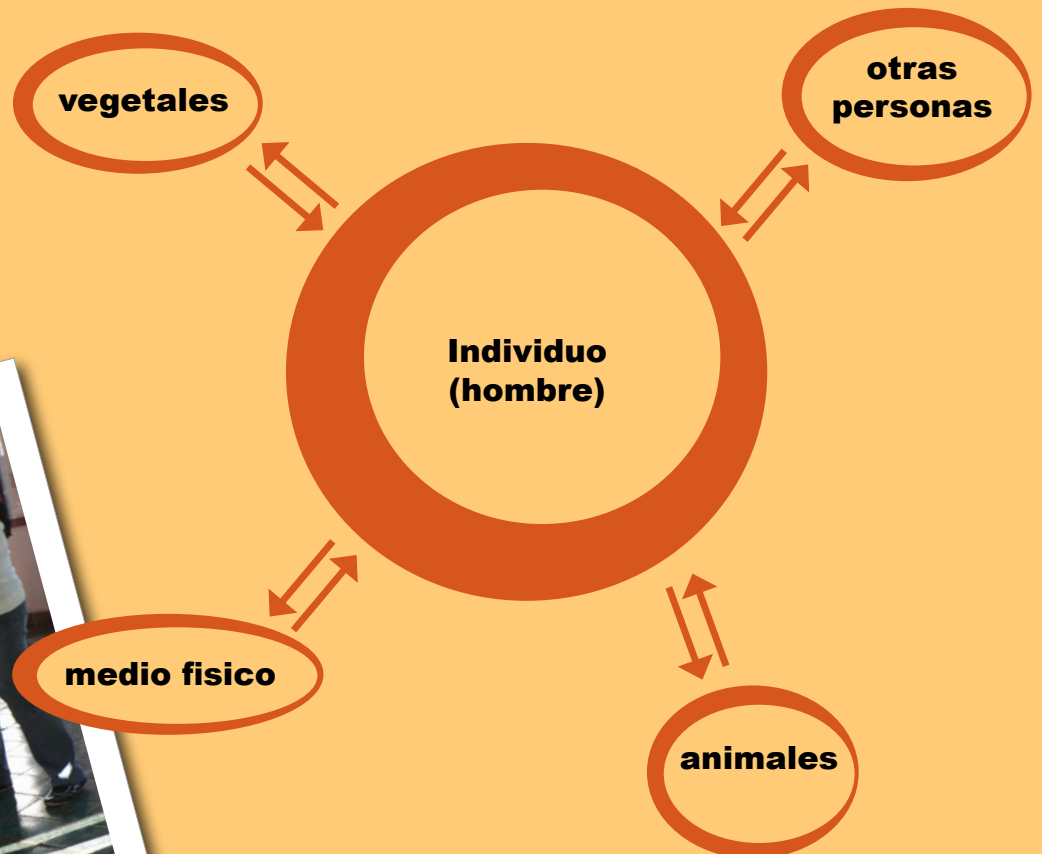 vegetales
otras
personas
Individuo
(hombre)
medio fisico
animales